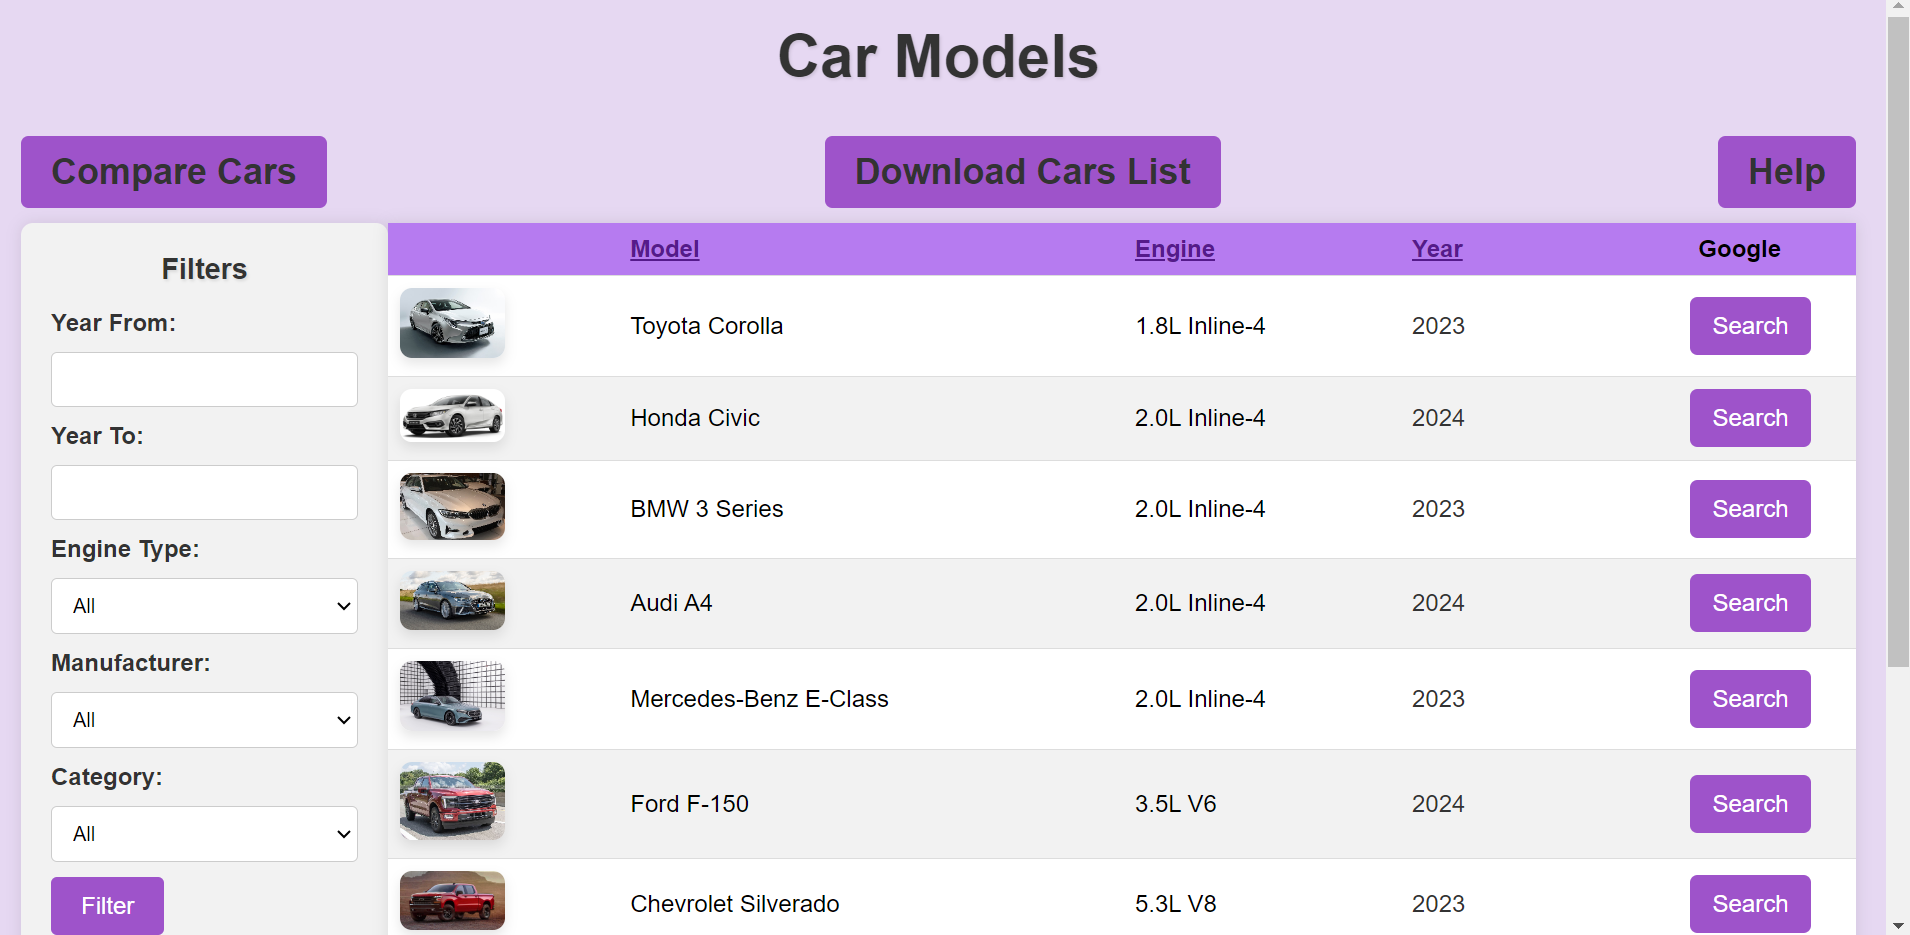 Car Models
Compare Cars
Download Cars List
Help
Filters
Year From:
Year To:
Engine Type:
All
Manufacturer:
All
Category:
All
Filter
Model Engine Year Google
Toyota Corolla 1.8L Inline-4 2023 Search
Honda Civic 2.0L Inline-4 2024 Search
BMW 3 Series 2.0L Inline-4 2023 Search
Audi A4 2.0L Inline-4 2024 Search
Mercedes-Benz E-Class 2.0L Inline-4 2023 Search
Ford F-150 3.5L V6 2024 Search
Chevrolet Silverado 5.3L V8 2023 Search